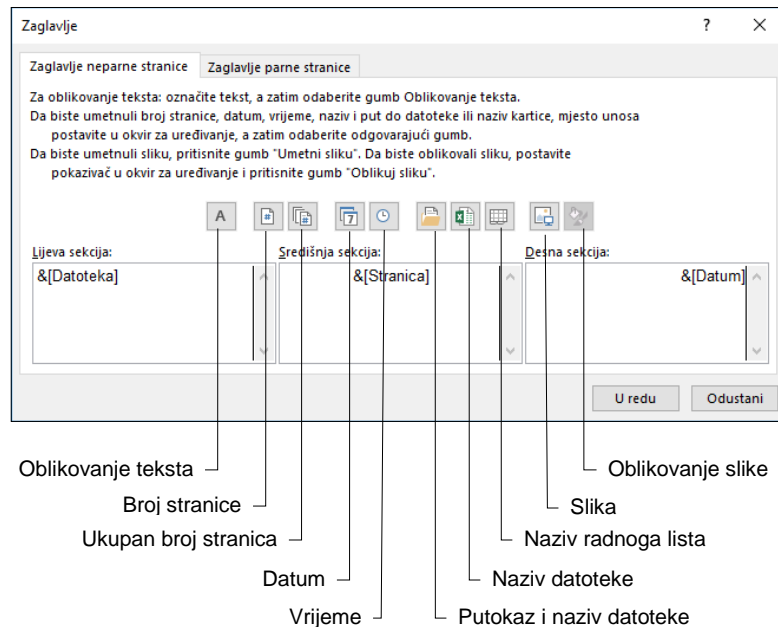 Zaglavlje
?
Zaglavlje neparne stranice Zaglavlje parne stranice
Za oblikovanje teksta: označite tekst, a zatim odaberite gumb Oblikovanje teksta.
Da biste umetnuli broj stranice, datum, vrijeme, naziv i put do datoteke ili naziv kartice, mjesto unosa
postavite u okvir za uređivanje, a zatim odaberite odgovarajući gumb.
Da biste umetnuli sliku, pritisnite gumb "Umetni sliku". Da biste oblikovali sliku, postavite
pokazivač u okvir za uređivanje i pritisnite gumb "Oblikuj sliku".
A # # 7
Lijeva sekcija: Središnja sekcija: Desna sekcija:
&[Datoteka] &[Stranica] &[Datum]
U redu Odustani
Oblikovanje teksta Oblikovanje slike
Broj stranice Slika
Ukupan broj stranica Naziv radnoga lista
Datum Naziv datoteke
Vrijeme Putokaz i naziv datoteke